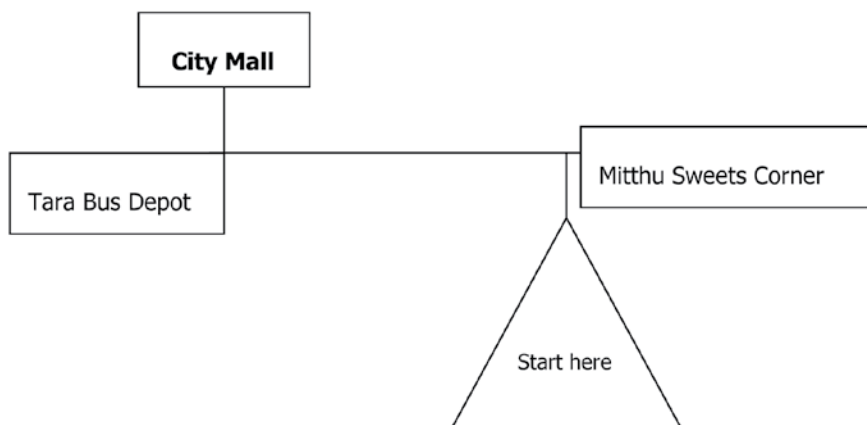 City Mall
Mitthu Sweets Corner
Tara Bus Depot
Start here